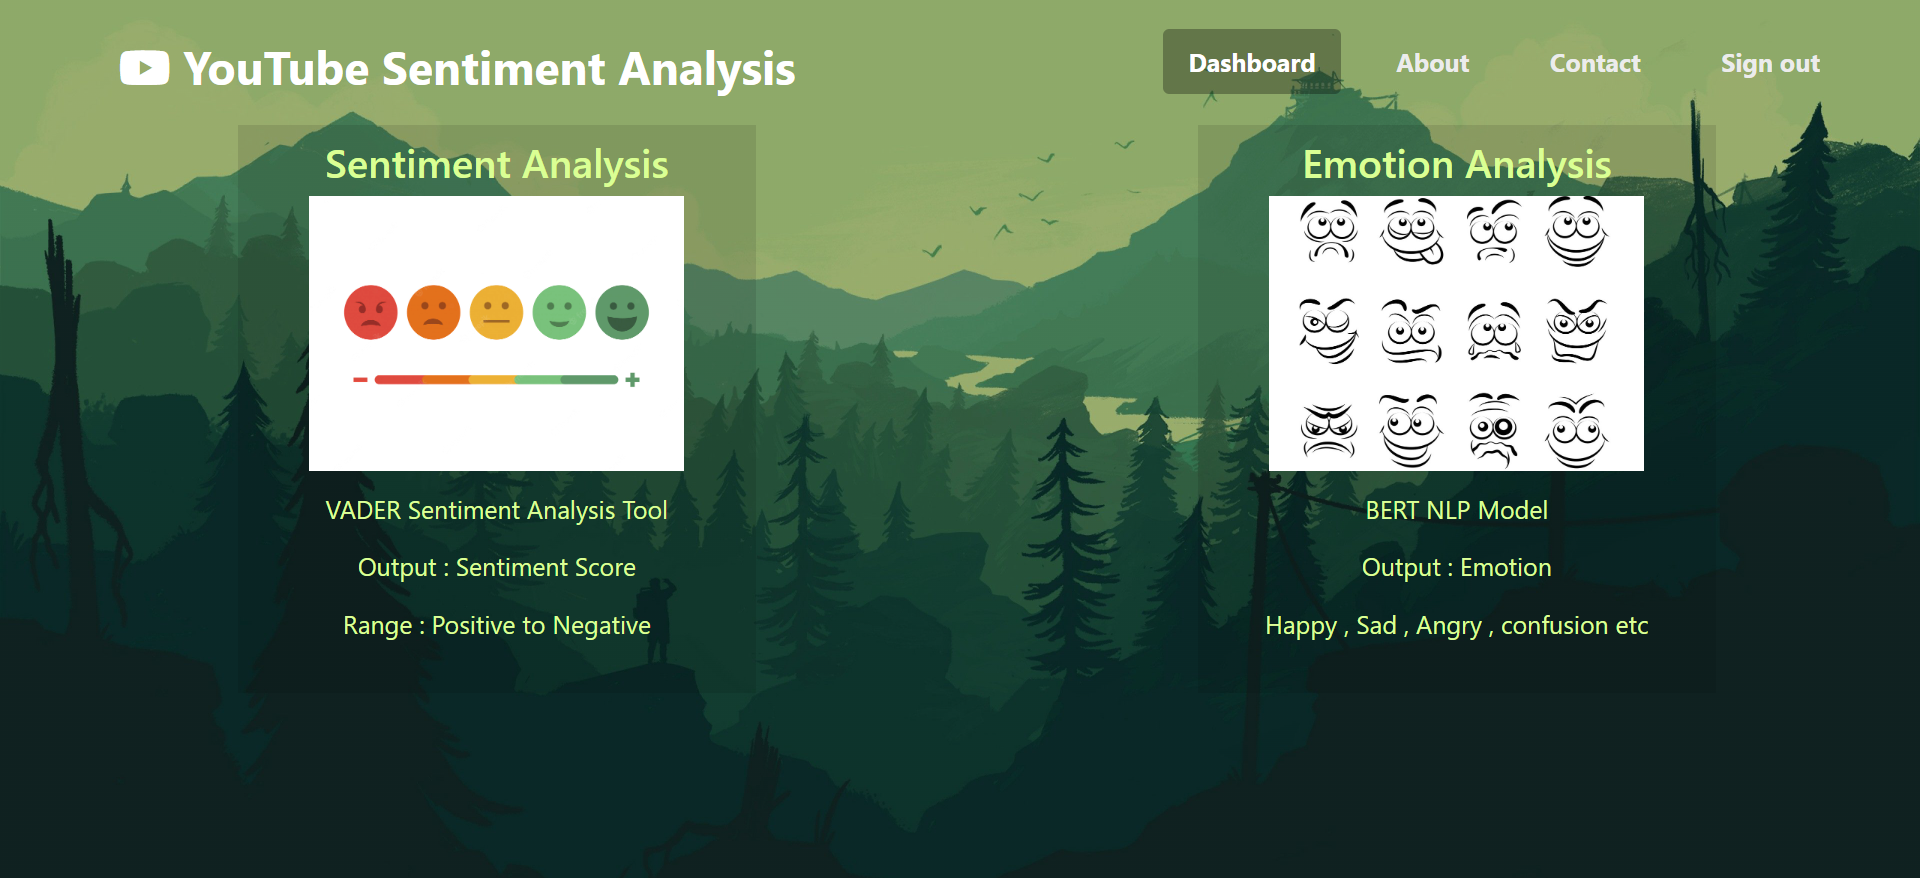 YouTube Sentiment Analysis
Dashboard About Contact Sign out
Sentiment Analysis
VADER Sentiment Analysis Tool
Output : Sentiment Score
Range : Positive to Negative
Emotion Analysis
BERT NLP Model
Output : Emotion
Happy , Sad , Angry , confusion etc